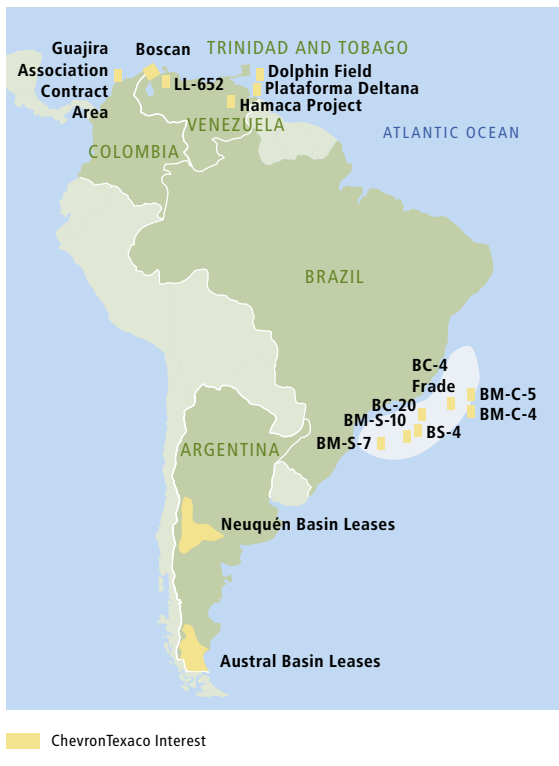 Guajira
Association
Contract
Area
Boscan
TRINIDAD AND TOBAGO
LL-652
Dolphin Field
Plataforma Deltana
Hamaca Project
VENEZUELA
COLOMBIA
ATLANTIC OCEAN
BRAZIL
BC-4
Frade
BM-C-5
BC-20
BM-C-4
BM-S-10
BS-4
BM-S-7
ARGENTINA
Neuquén Basin Leases
Austral Basin Leases
ChevronTexaco Interest